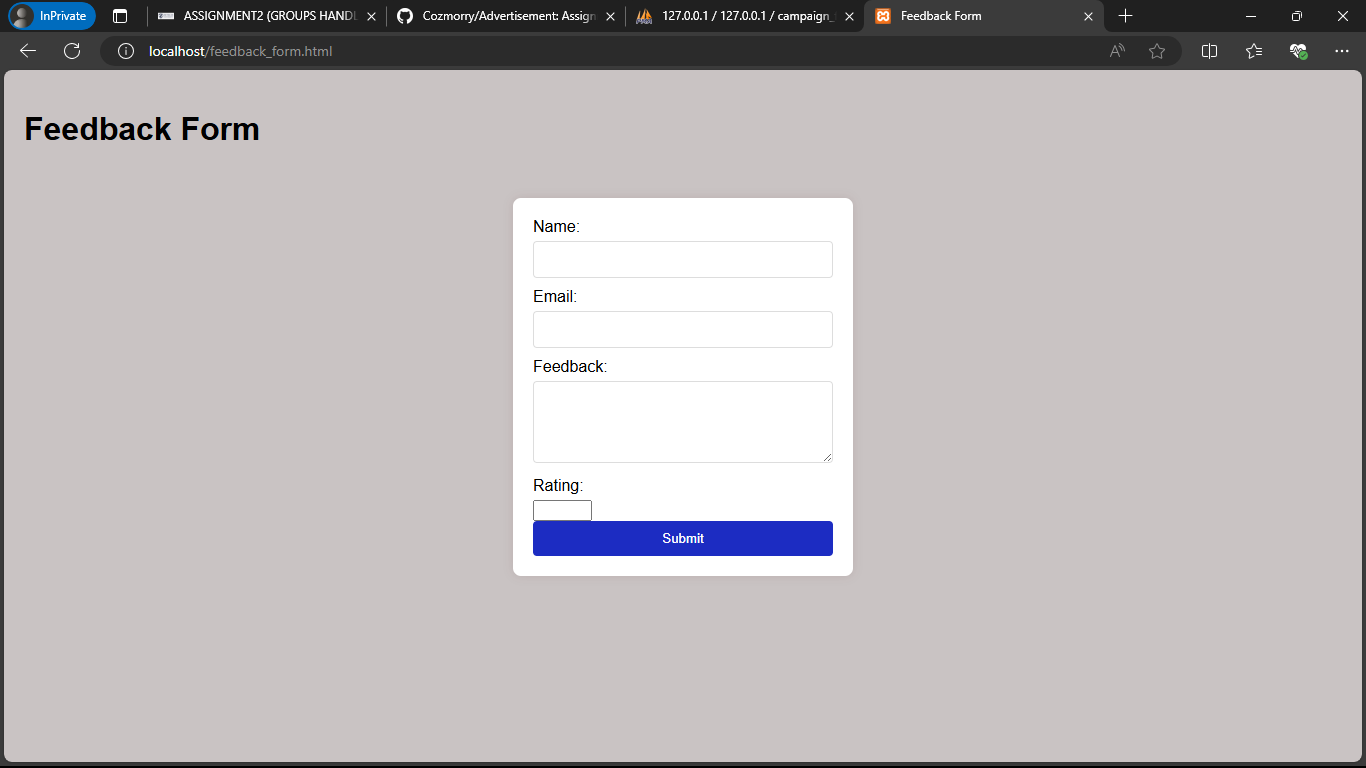 InPrivate
ASSIGNMENT2 (GROUPS HANDL
Cozmorry/Advertisement: Assign
127.0.0.1 / 127.0.0.1 / campaign_
Feedback Form
localhost/feedback_form.html
Feedback Form
Name:
Email:
Feedback:
Rating:
Submit